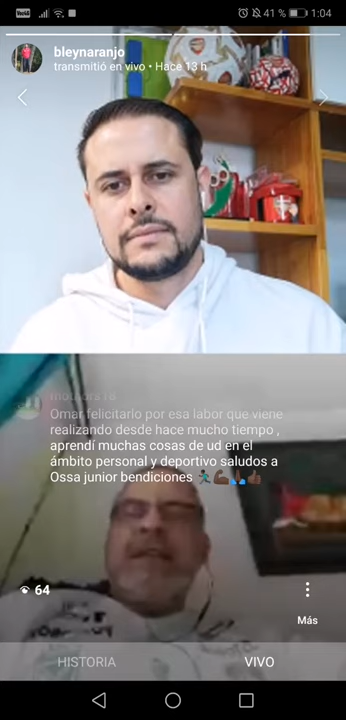 41 %
1:04
bleynaranjo
transmitió en vivo • Hace 13 h
Omar felicitarlo por esa labor que viene
realizando desde hace mucho tiempo ,
aprendí muchas cosas de ud en el
ámbito personal y deportivo saludos a
Ossa junior bendiciones
64
Más
HISTORIA
VIVO